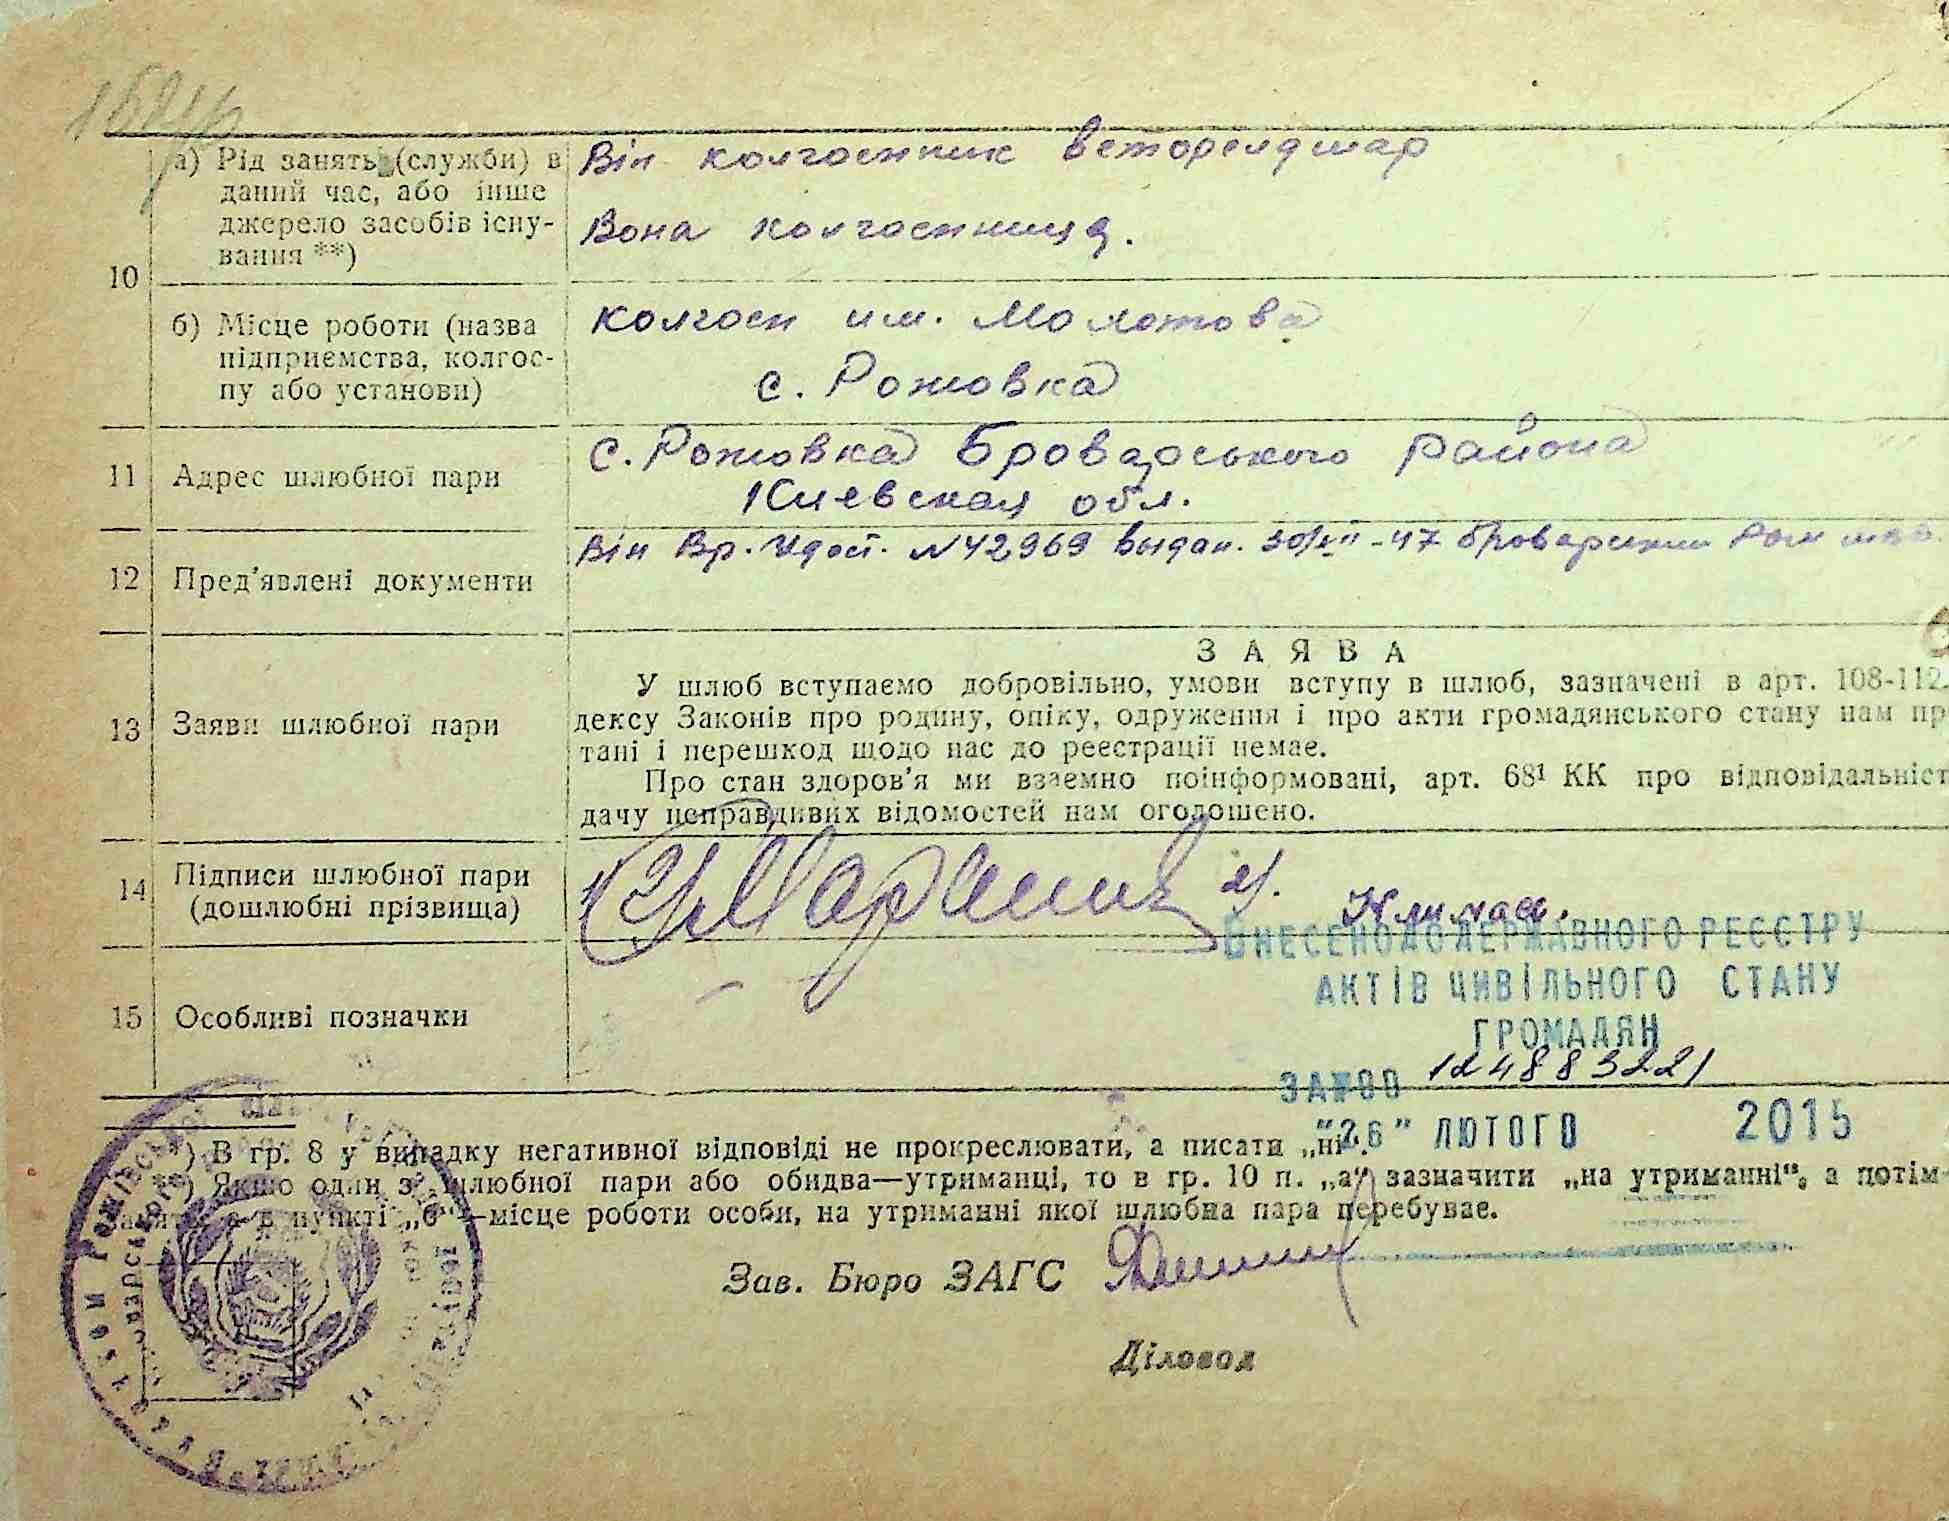 10
а) Рід занять (служби) в даний час, або інше джерело засобів існування **)
Він колгоспник
Вона колгоспниця.
б) Місце роботи (назва підприємства, колгоспу або установи)
колгосп им. Молотова
с. Рожовка
11
Адрес шлюбної пари
с. Рожовка Броварського района
Киевская обл.
12
Пред'явлені документи
Він Вр. Удост. №42969 выдан. 30/XII-47
13
Заяви шлюбної пари
ЗАЯВА
У шлюб вступаємо добровільно, умови вступу в шлюб, зазначені в арт. 108-112.
дексу Законів про родину, опіку, одруження і про акти громадянського стану нам
тані і перешкод щодо нас до реєстрації немає.
Про стан здоров'я ми взаємно поінформовані, арт. 68¹ КК про відповідальніст
дачу неправдивих відомостей нам оголошено.
14
Підписи шлюбної пари
(дошлюбні прізвища)
15
Особливі позначки
ВНЕСЕНО ДО ДЕРЖАВНОГО РЕЄСТРУ
АКТІВ ЦИВІЛЬНОГО СТАНУ
ГРОМАДЯН
ЗА №00 124883221
"26" ЛЮТОГО 2015
*) В гр. 8 у випадку негативної відповіді не прокреслювати, а писати „ні".
**) Якщо один з шлюбної пари або обидва—утриманці, то в гр. 10 п. „а" зазначити „на утриманні", а потім
в пункті „б"—місце роботи особи, на утриманні якої шлюбна пара перебуває.
Зав. Бюро ЗАГС
Діловод